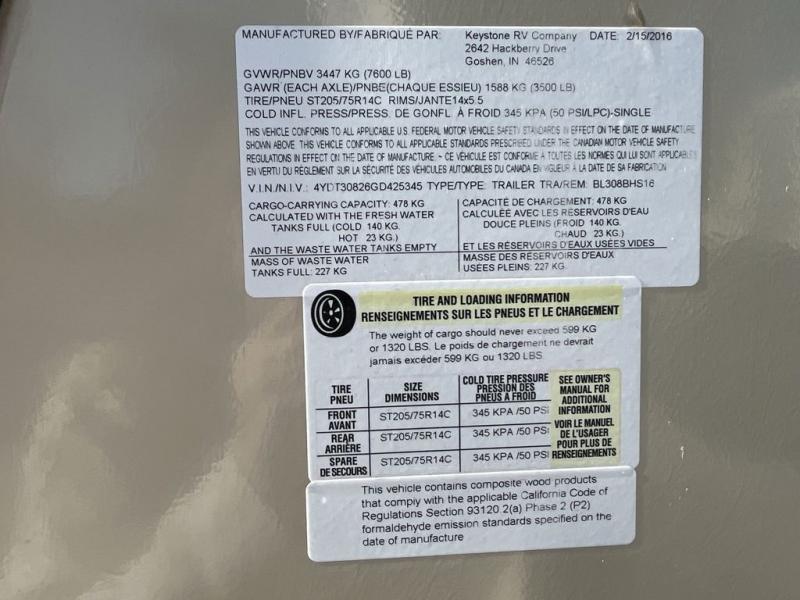 MANUFACTURED BY/FABRIQUÉ PAR: Keystone RV Company DATE: 2/15/2016
2642 Hackberry Drive
Goshen, IN 46526
GVWR/PNBV 3447 KG (7600 LB)
GAWR (EACH AXLE)/PNBE(CHAQUE ESSIEU) 1588 KG (3500 LB)
TIRE/PNEU ST205/75R14C RIMS/JANTE14x5.5
COLD INFL. PRESS/PRESS. DE GONFL. À FROID 345 KPA (50 PSI/LPC)-SINGLE
THIS VEHICLE CONFORMS TO ALL APPLICABLE U.S. FEDERAL MOTOR VEHICLE SAFETY STANDARDS IN EFFECT ON THE DATE OF MANUFACTURE
SHOWN ABOVE. THIS VEHICLE CONFORMS TO ALL APPLICABLE STANDARDS PRESCRIBED UNDER THE CANADIAN MOTOR VEHICLE SAFETY
REGULATIONS IN EFFECT ON THE DATE OF MANUFACTURE. ~ CE VÉHICULE EST CONFORME À TOUTES LES NORMES QUI LUI SONT APPLICABLES
EN VERTU DU RÈGLEMENT SUR LA SÉCURITÉ DES VÉHICULES AUTOMOBILES DU CANADA EN VIGUEUR À LA DATE DE SA FABRICATION
V.I.N./N.I.V.: 4YDT30826GD425345 TYPE/TYPE: TRAILER TRA/REM: BL308BHS16
CARGO-CARRYING CAPACITY: 478 KG
CALCULATED WITH THE FRESH WATER
TANKS FULL (COLD 140 KG.
HOT 23 KG.)
AND THE WASTE WATER TANKS EMPTY
MASS OF WASTE WATER
TANKS FULL: 227 KG
CAPACITÉ DE CHARGEMENT: 478 KG
CALCULÉE AVEC LES RÉSERVOIRS D'EAU
DOUCE PLEINS (FROID 140 KG.
CHAUD 23 KG.)
ET LES RÉSERVOIRS D'EAUX USÉES VIDES
MASSE DES RÉSERVOIRS D'EAUX
USÉES PLEINS: 227 KG
TIRE AND LOADING INFORMATION
RENSEIGNEMENTS SUR LES PNEUS ET LE CHARGEMENT
The weight of cargo should never exceed 599 KG
or 1320 LBS. Le poids de chargement ne devrait
jamais excéder 599 KG ou 1320 LBS.
TIRE
PNEU
SIZE
DIMENSIONS
COLD TIRE PRESSURE
PRESSION DES
PNEUS À FROID
FRONT
AVANT
ST205/75R14C 345 KPA /50 PSI
REAR
ARRIÈRE
ST205/75R14C 345 KPA /50 PSI
SPARE
DE SECOURS
ST205/75R14C 345 KPA /50 PSI
SEE OWNER'S
MANUAL FOR
ADDITIONAL
INFORMATION
VOIR LE MANUEL
DE L'USAGER
POUR PLUS DE
RENSEIGNEMENTS
This vehicle contains composite wood products
that comply with the applicable California Code of
Regulations Section 93120.2(a) Phase 2 (P2)
formaldehyde emission standards specified on the
date of manufacture